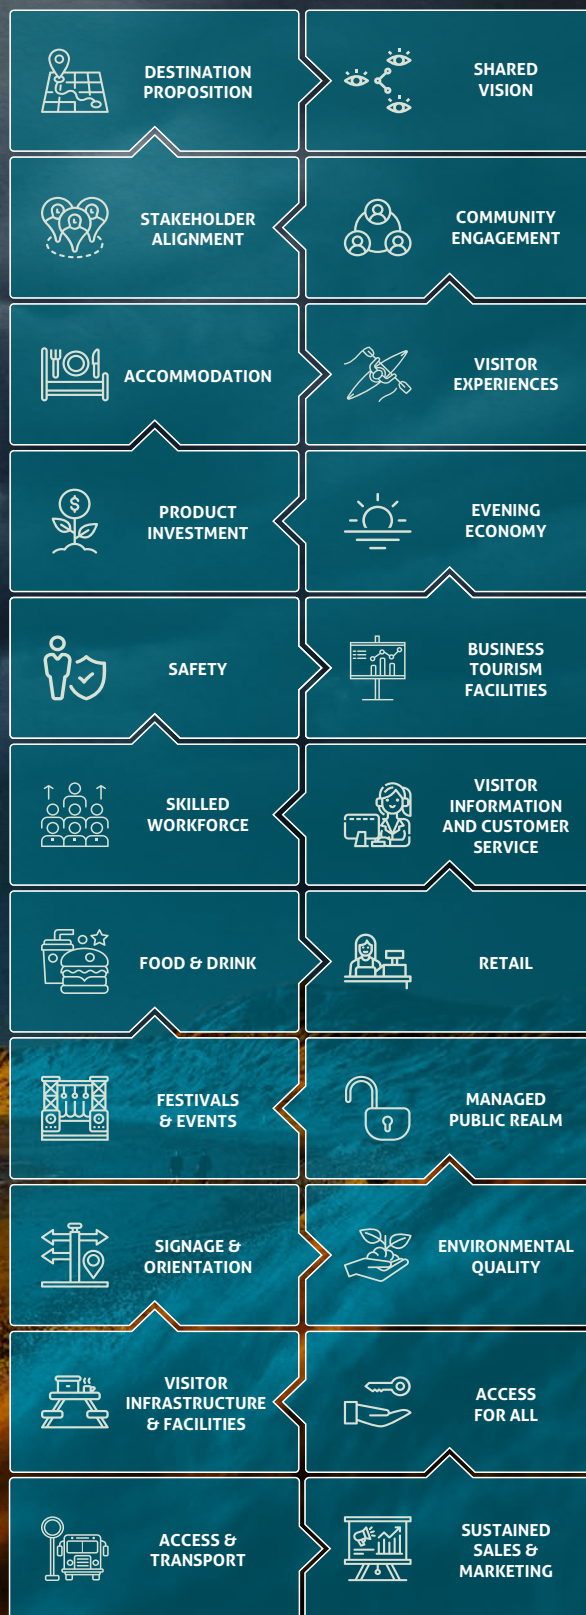 DESTINATION
PROPOSITION
SHARED
VISION
STAKEHOLDER
ALIGNMENT
COMMUNITY
ENGAGEMENT
ACCOMMODATION
VISITOR
EXPERIENCES
PRODUCT
INVESTMENT
$
EVENING
ECONOMY
SAFETY
BUSINESS
TOURISM
FACILITIES
SKILLED
WORKFORCE
VISITOR
INFORMATION
AND CUSTOMER
SERVICE
FOOD & DRINK
RETAIL
FESTIVALS
& EVENTS
MANAGED
PUBLIC REALM
SIGNAGE &
ORIENTATION
ENVIRONMENTAL
QUALITY
VISITOR
INFRASTRUCTURE
& FACILITIES
ACCESS
FOR ALL
ACCESS &
TRANSPORT
SUSTAINED
SALES &
MARKETING